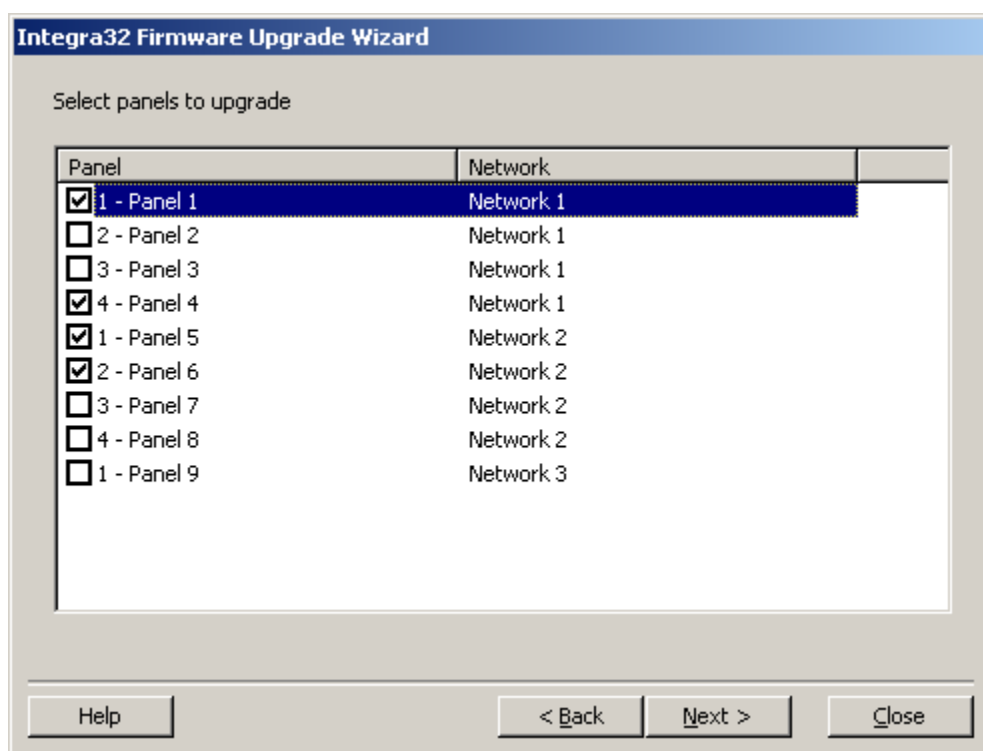 Integra32 Firmware Upgrade Wizard
Select panels to upgrade
Panel Network
1 - Panel 1 Network 1
2 - Panel 2 Network 1
3 - Panel 3 Network 1
4 - Panel 4 Network 1
1 - Panel 5 Network 2
2 - Panel 6 Network 2
3 - Panel 7 Network 2
4 - Panel 8 Network 2
1 - Panel 9 Network 3
Help < Back Next > Close